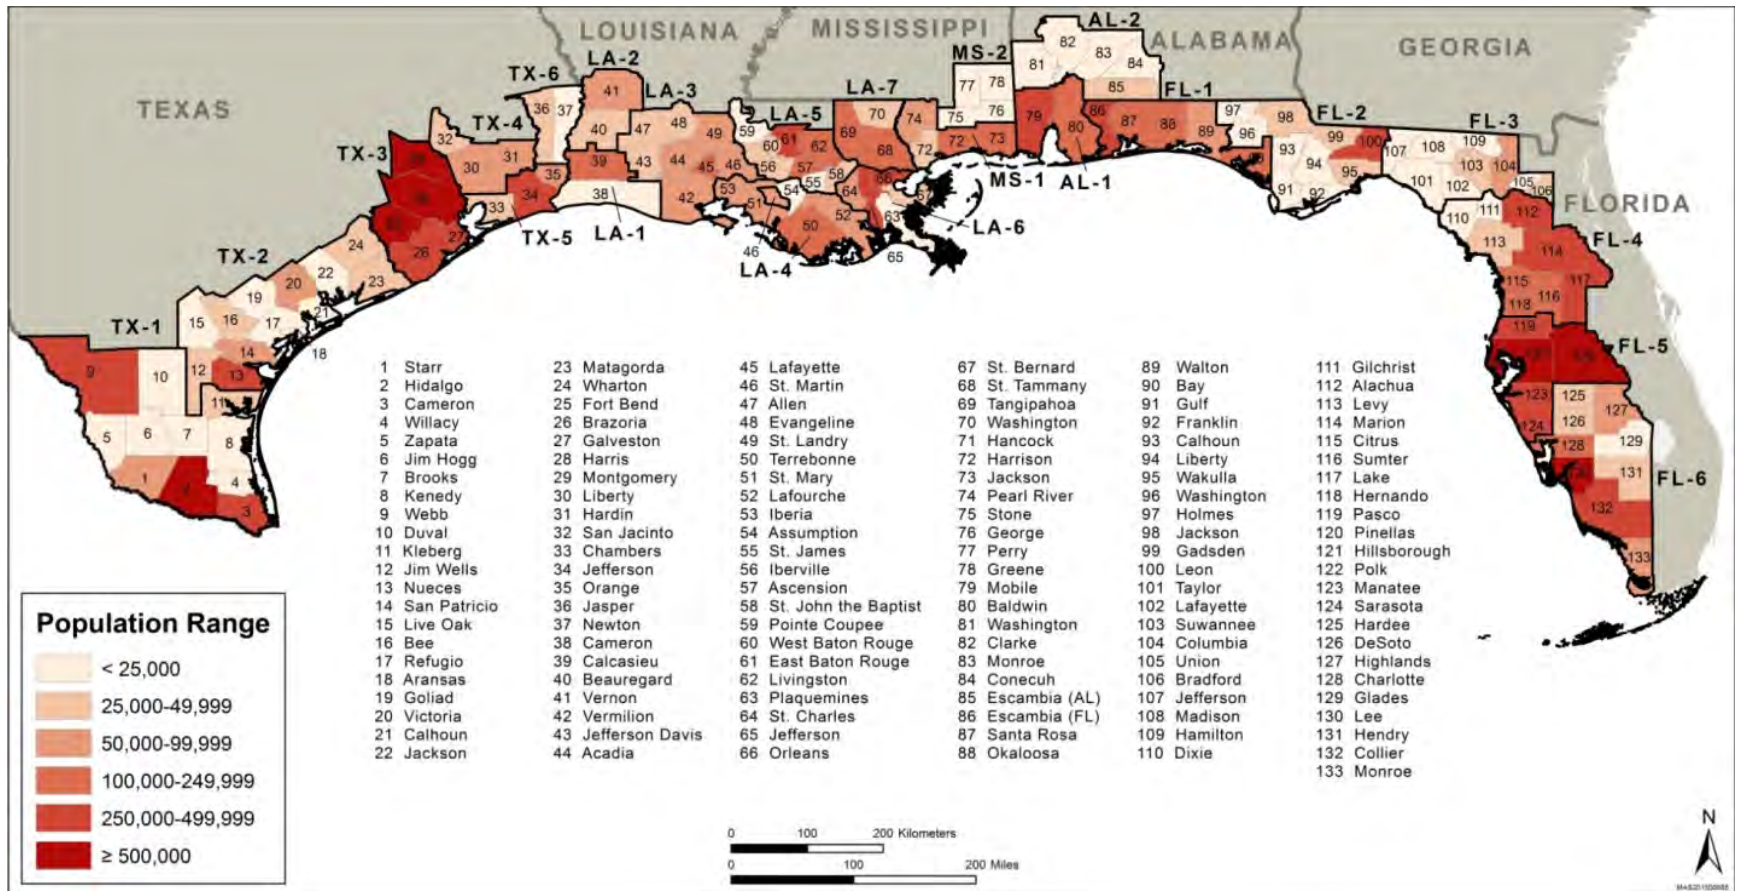 LOUISIANA
MISSISSIPPI
ALABAMA
GEORGIA
TEXAS
FLORIDA
TX-1
TX-2
TX-3
TX-4
TX-5
TX-6
LA-1
LA-2
LA-3
LA-4
LA-5
LA-6
LA-7
MS-1
MS-2
AL-1
AL-2
FL-1
FL-2
FL-3
FL-4
FL-5
FL-6
1 Starr
2 Hidalgo
3 Cameron
4 Willacy
5 Zapata
6 Jim Hogg
7 Brooks
8 Kenedy
9 Webb
10 Duval
11 Kleberg
12 Jim Wells
13 Nueces
14 San Patricio
15 Live Oak
16 Bee
17 Refugio
18 Aransas
19 Goliad
20 Victoria
21 Calhoun
22 Jackson
23 Matagorda
24 Wharton
25 Fort Bend
26 Brazoria
27 Galveston
28 Harris
29 Montgomery
30 Liberty
31 Hardin
32 San Jacinto
33 Chambers
34 Jefferson
35 Orange
36 Jasper
37 Newton
38 Cameron
39 Calcasieu
40 Beauregard
41 Vernon
42 Vermilion
43 Jefferson Davis
44 Acadia
45 Lafayette
46 St. Martin
47 Allen
48 Evangeline
49 St. Landry
50 Terrebonne
51 St. Mary
52 Lafourche
53 Iberia
54 Assumption
55 St. James
56 Iberville
57 Ascension
58 St. John the Baptist
59 Pointe Coupee
60 West Baton Rouge
61 East Baton Rouge
62 Livingston
63 Plaquemines
64 St. Charles
65 Jefferson
66 Orleans
67 St. Bernard
68 St. Tammany
69 Tangipahoa
70 Washington
71 Hancock
72 Harrison
73 Jackson
74 Pearl River
75 Stone
76 George
77 Perry
78 Greene
79 Mobile
80 Baldwin
81 Washington
82 Clarke
83 Monroe
84 Conecuh
85 Escambia (AL)
86 Escambia (FL)
87 Santa Rosa
88 Okaloosa
89 Walton
90 Bay
91 Gulf
92 Franklin
93 Calhoun
94 Liberty
95 Wakulla
96 Washington
97 Holmes
98 Jackson
99 Gadsden
100 Leon
101 Taylor
102 Lafayette
103 Suwannee
104 Columbia
105 Union
106 Bradford
107 Jefferson
108 Madison
109 Hamilton
110 Dixie
111 Gilchrist
112 Alachua
113 Levy
114 Marion
115 Citrus
116 Sumter
117 Lake
118 Hernando
119 Pasco
120 Pinellas
121 Hillsborough
122 Polk
123 Manatee
124 Sarasota
125 Hardee
126 DeSoto
127 Highlands
128 Charlotte
129 Glades
130 Lee
131 Hendry
132 Collier
133 Monroe
Population Range
< 25,000
25,000-49,999
50,000-99,999
100,000-249,999
250,000-499,999
≥ 500,000
0 100 200 Kilometers
0 100 200 Miles
N